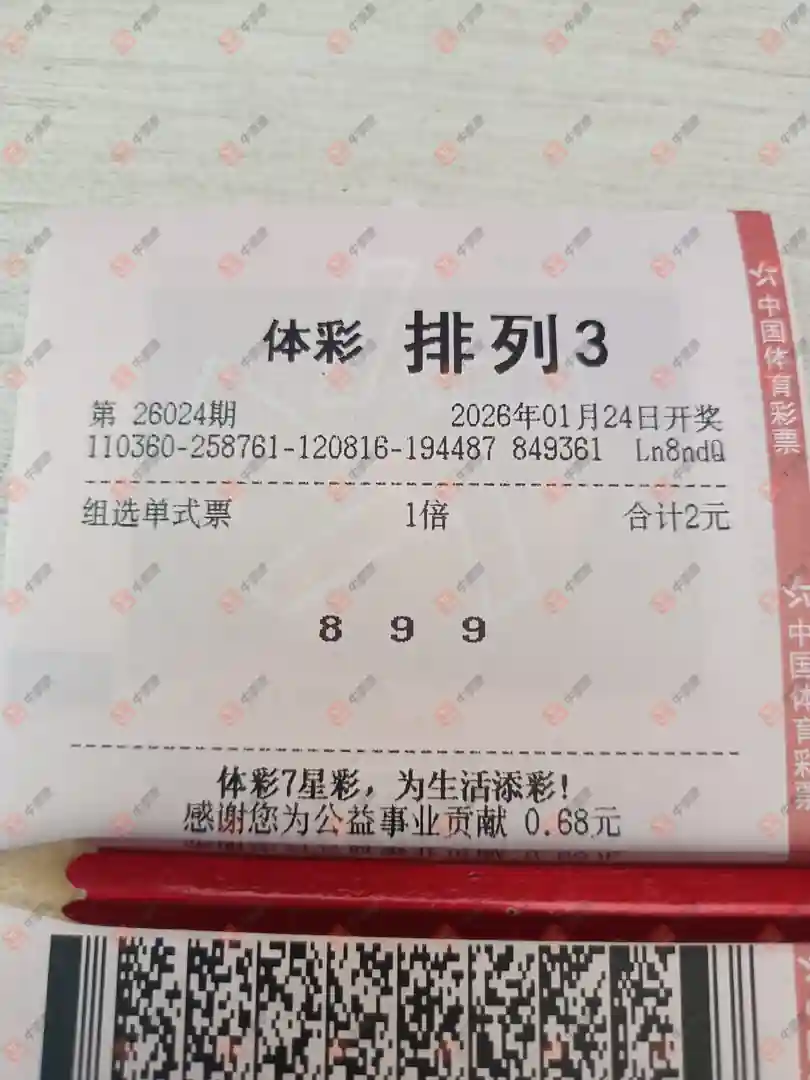 体彩 排列3
第 26024期 2026年01月24日开奖
110360-258761-120816-194487 849361 Ln8ndQ
组选单式票 1倍 合计2元
8 9 9
体彩7星彩，为生活添彩!
感谢您为公益事业贡献 0.68元
中国体育彩票
中国体育彩票